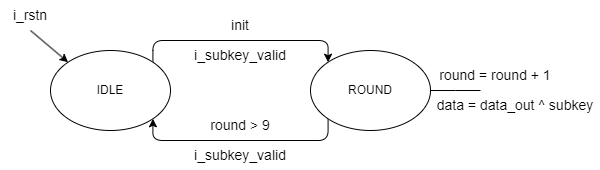 i_rstn
init
i_subkey_valid
IDLE
ROUND
round = round + 1
data = data_out ^ subkey
round > 9
i_subkey_valid